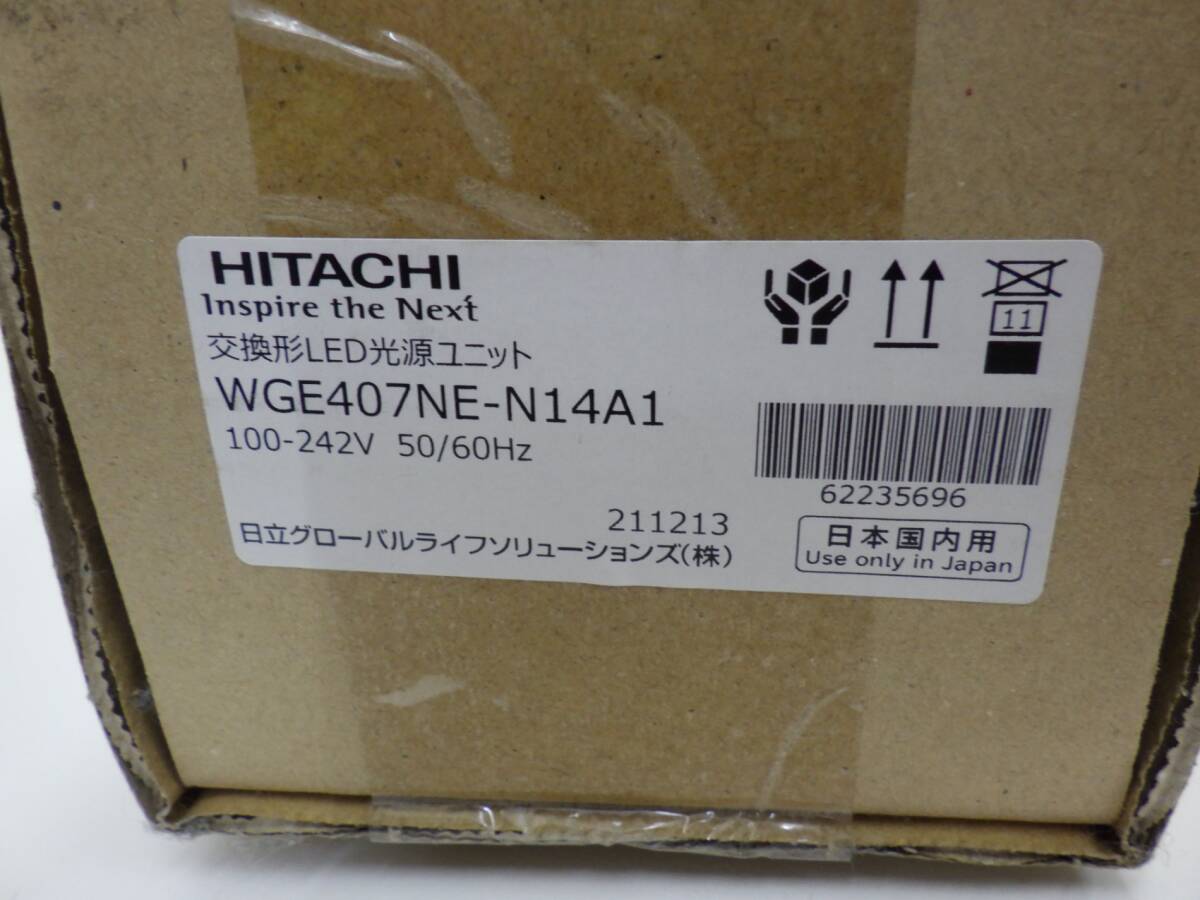 HITACHI
Inspire the Next
交換形LED光源ユニット
WGE407NE-N14A1
100-242V 50/60Hz
11
62235696
211213
日立グローバルライフソリューションズ(株)
日本国内用
Use only in Japan